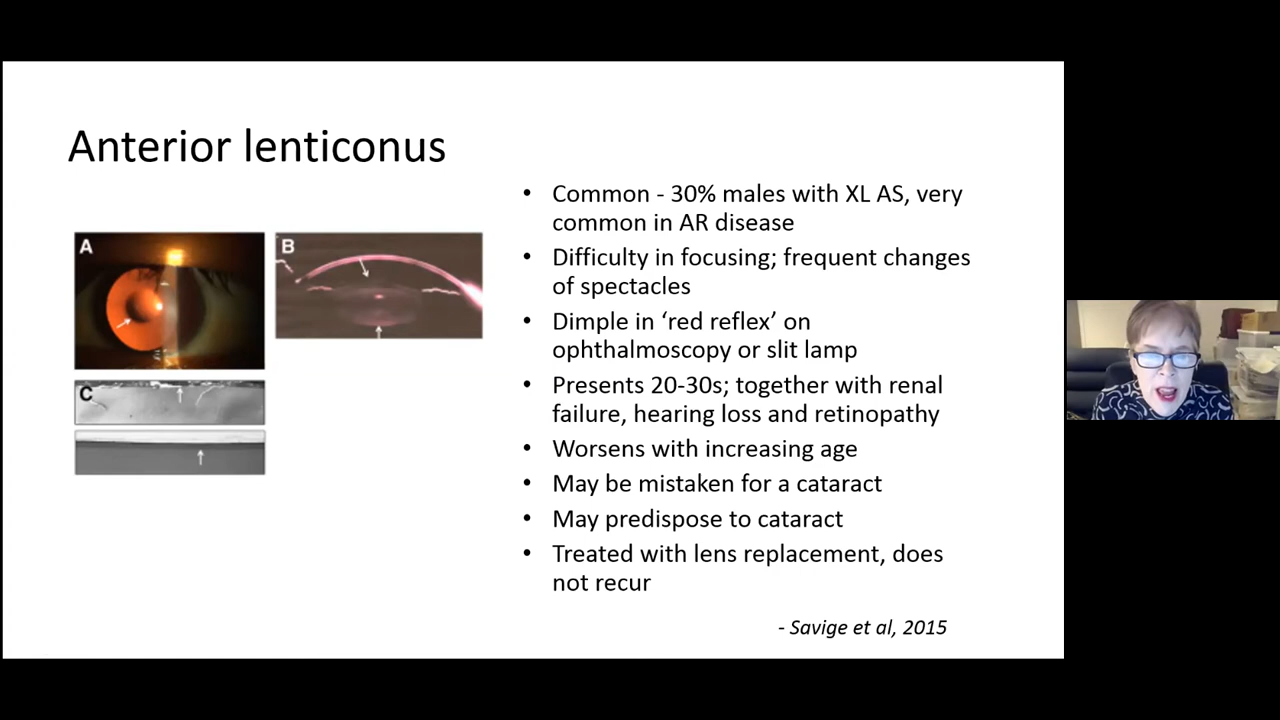 Anterior lenticonus
A
B
C
• Common - 30% males with XL AS, very
common in AR disease
• Difficulty in focusing; frequent changes
of spectacles
• Dimple in ‘red reflex’ on
ophthalmoscopy or slit lamp
• Presents 20-30s; together with renal
failure, hearing loss and retinopathy
• Worsens with increasing age
• May be mistaken for a cataract
• May predispose to cataract
• Treated with lens replacement, does
not recur
- Savige et al, 2015